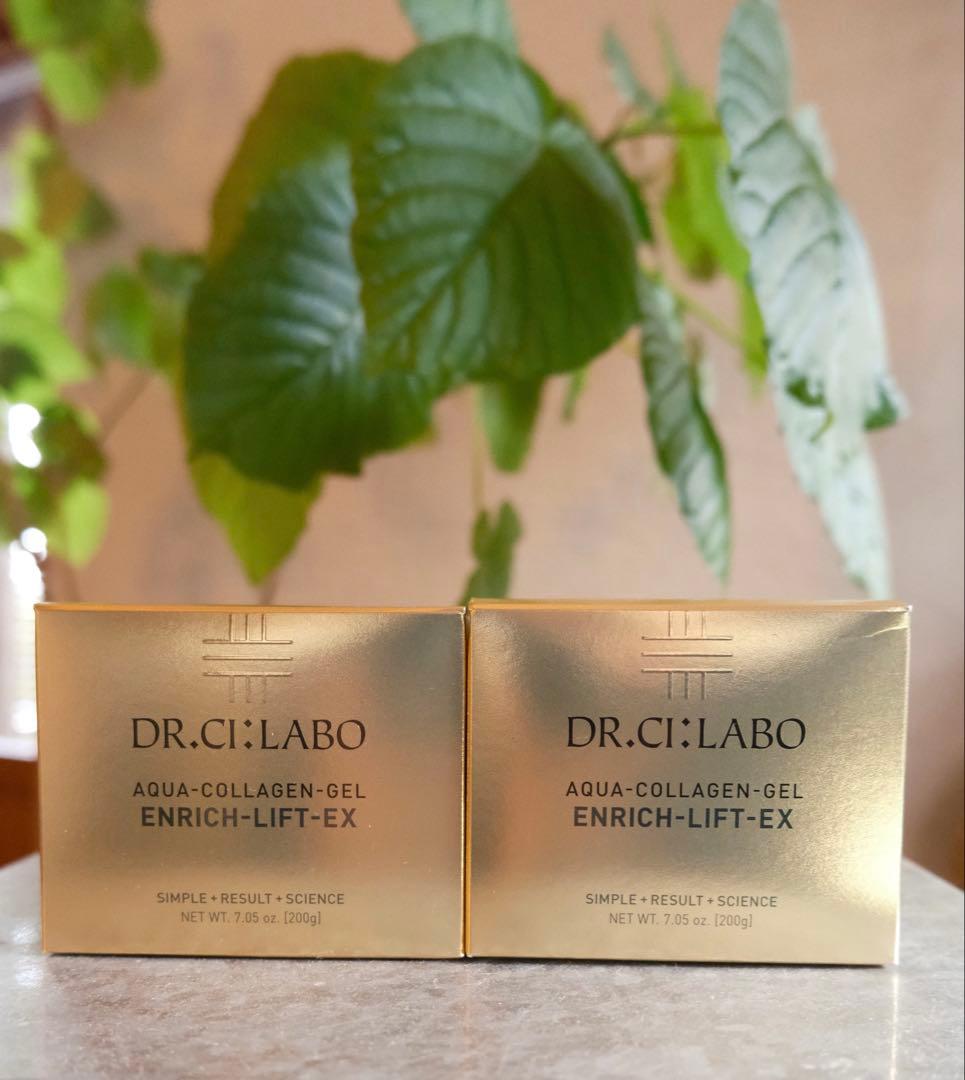 DR.CI:LABO
AQUA-COLLAGEN-GEL
ENRICH-LIFT-EX
SIMPLE+RESULT+SCIENCE
NET WT. 7.05 oz. [200g]
DR.CI:LABO
AQUA-COLLAGEN-GEL
ENRICH-LIFT-EX
SIMPLE+RESULT+SCIENCE
NET WT. 7.05 oz. [200g]